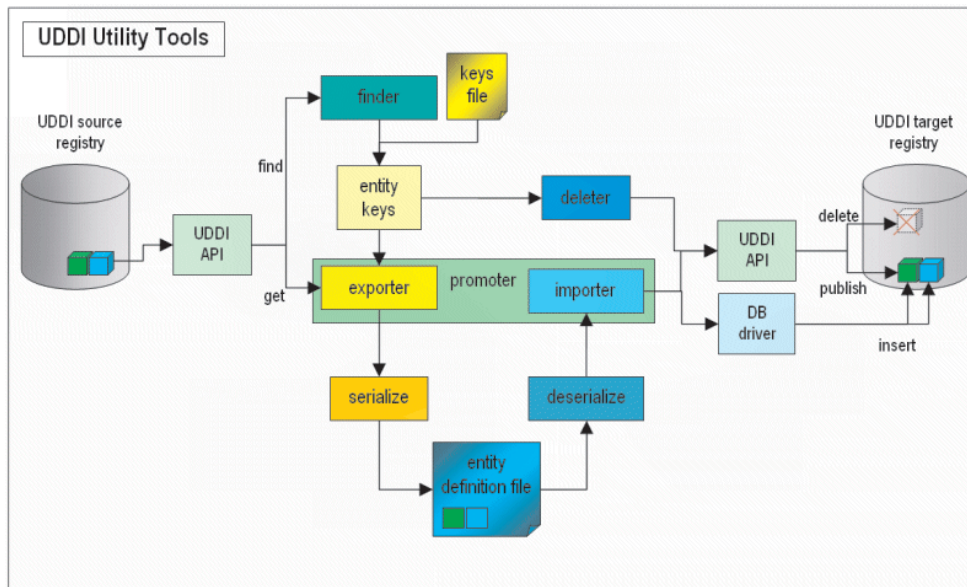 UDDI Utility Tools
keys
file
finder
UDDI source
registry
UDDI target
registry
find
entity
keys
deleter
delete
UDDI
API
UDDI
API
get
exporter
promoter
importer
publish
DB
driver
insert
serialize
deserialize
entity
definition file